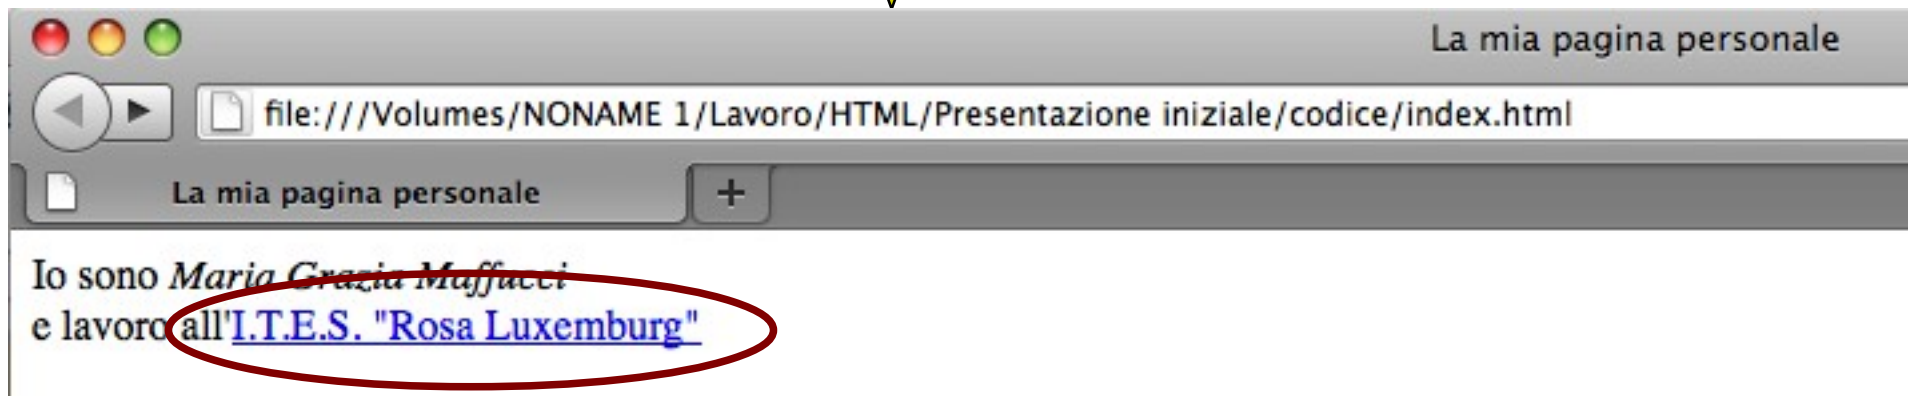 La mia pagina personale
file:///Volumes/NONAME 1/Lavoro/HTML/Presentazione iniziale/codice/index.html
La mia pagina personale +
Io sono Maria Grazia Maffucci
e lavoro all'I.T.E.S. "Rosa Luxemburg"